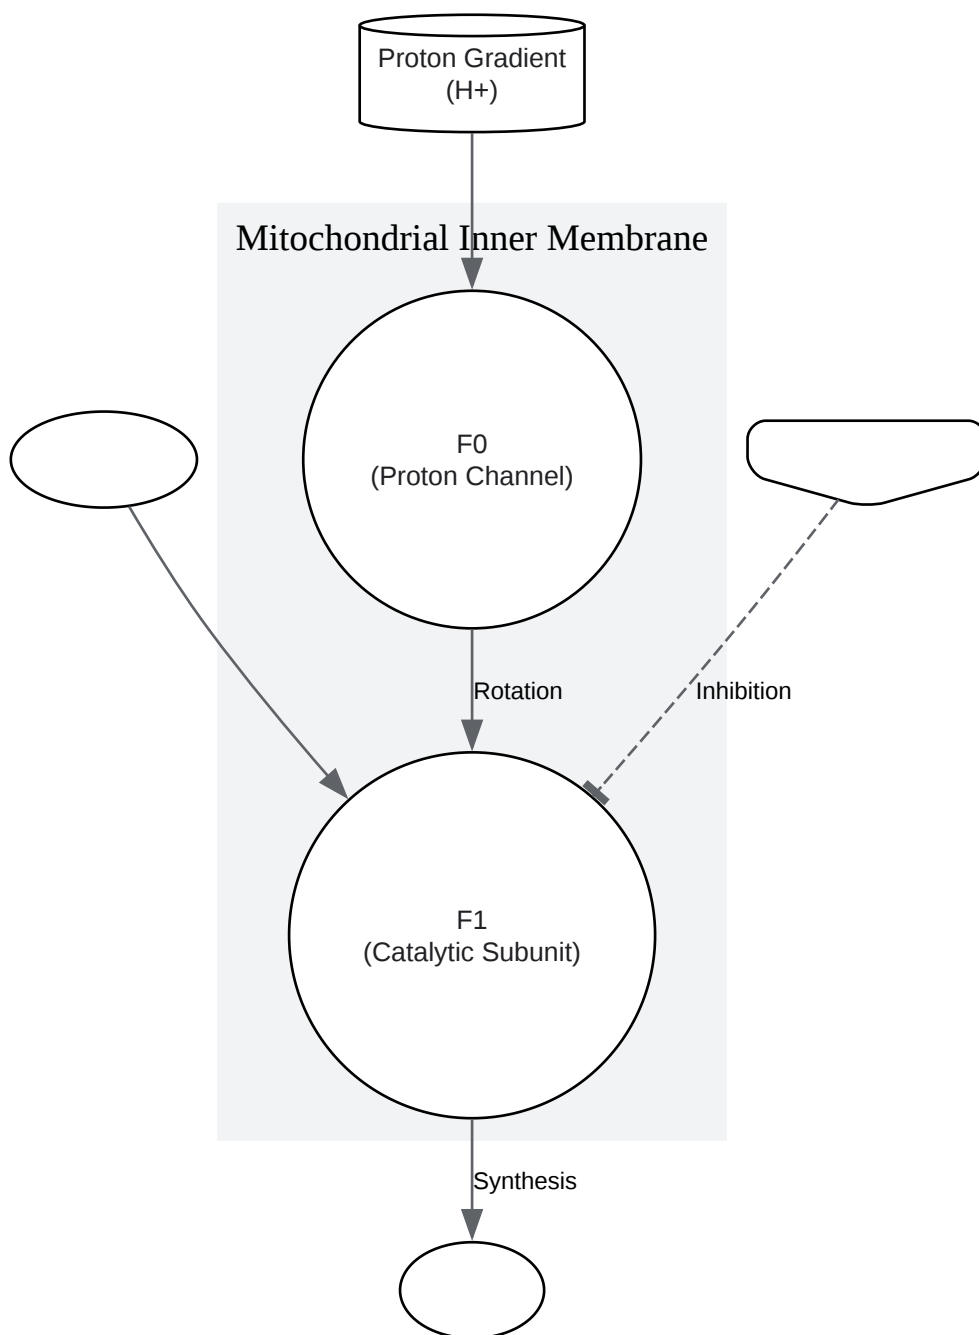 Proton Gradient
(H+)
Mitochondrial Inner Membrane
F0
(Proton Channel)
Rotation
Inhibition
F1
(Catalytic Subunit)
Synthesis